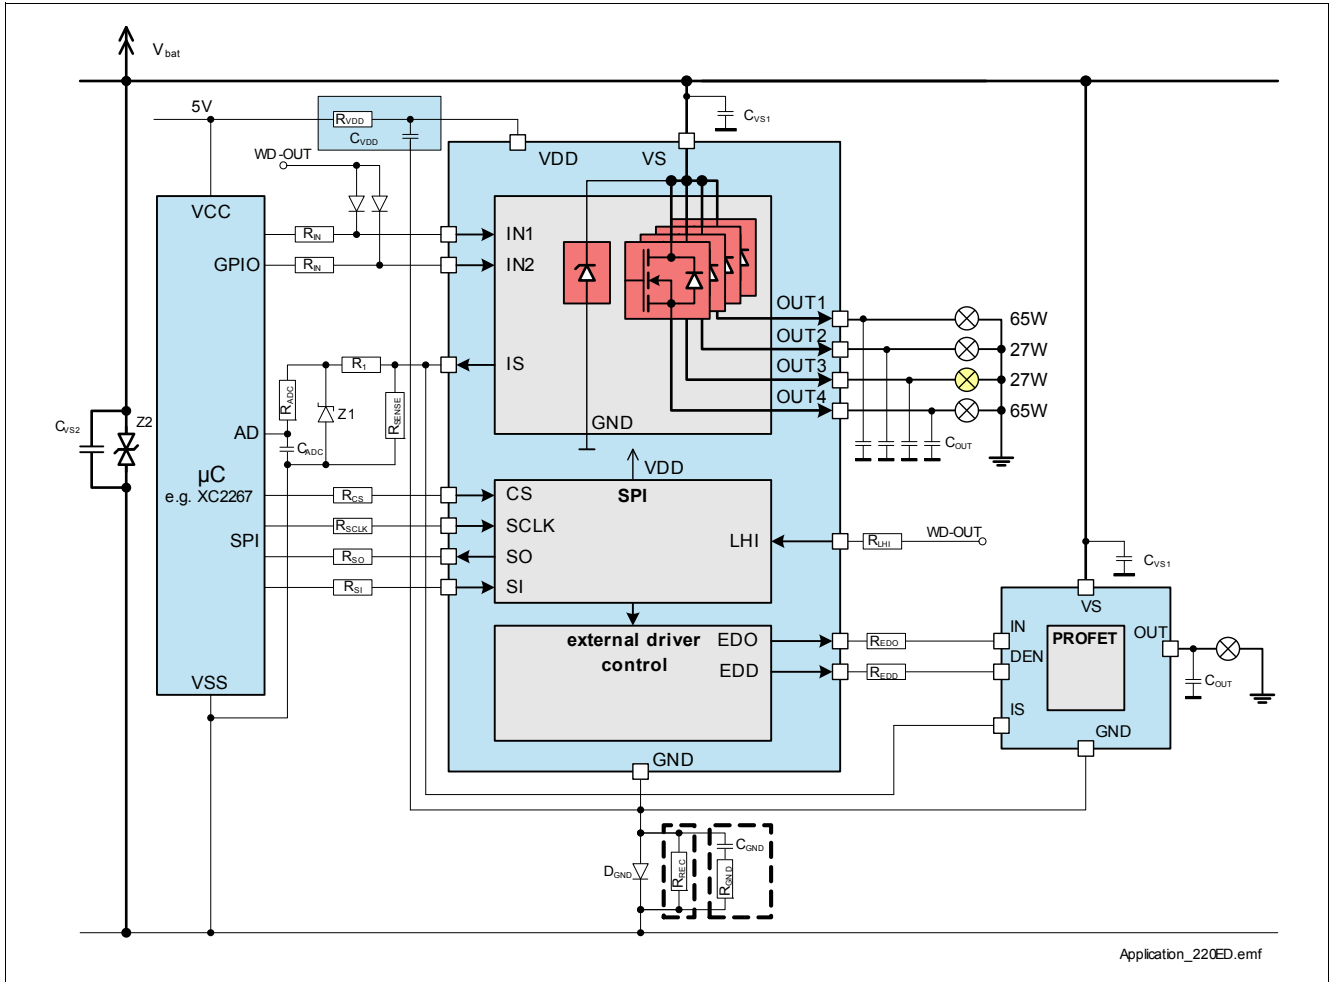 Vbat
5V
RVDD
CVDD
CVS1
WD-OUT
VDD
VS
VCC
RIN
IN1
GPIO
RIN
IN2
OUT1
65W
OUT2
27W
R1
IS
OUT3
27W
RADC
Z1
RSENSE
OUT4
65W
GND
CVS2
Z2
AD
CADC
COUT
µC
VDD
e.g. XC2267
RCS
CS
SPI
RSCLK
SCLK
SPI
RSO
SO
LHI
RLHI
WD-OUT
RSI
SI
CVS1
VS
external driver
control
EDO
REDO
IN
PROFET
OUT
EDD
REDD
DEN
VSS
COUT
IS
GND
GND
DGND
RREC
CGND
RGND
Application_220ED.emf